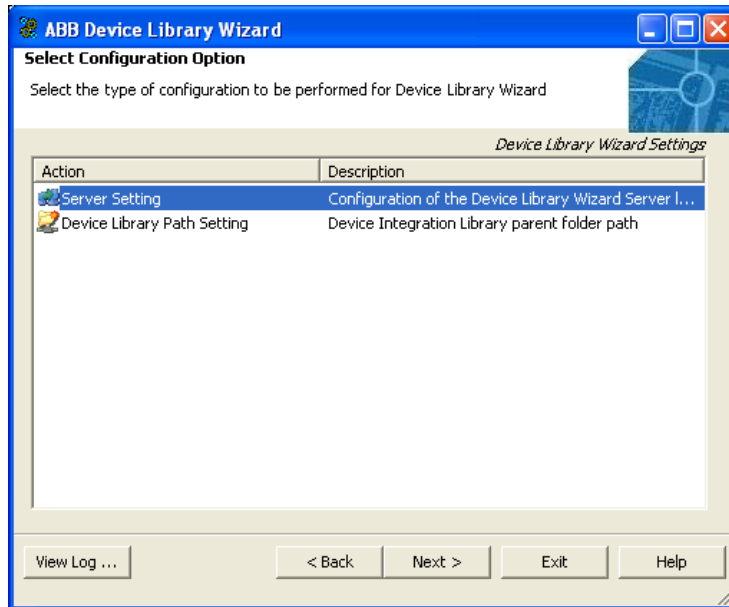 ABB Device Library Wizard
Select Configuration Option
Select the type of configuration to be performed for Device Library Wizard
Device Library Wizard Settings
Action Description
Server Setting Configuration of the Device Library Wizard Server l...
Device Library Path Setting Device Integration Library parent folder path
View Log ... < Back Next > Exit Help